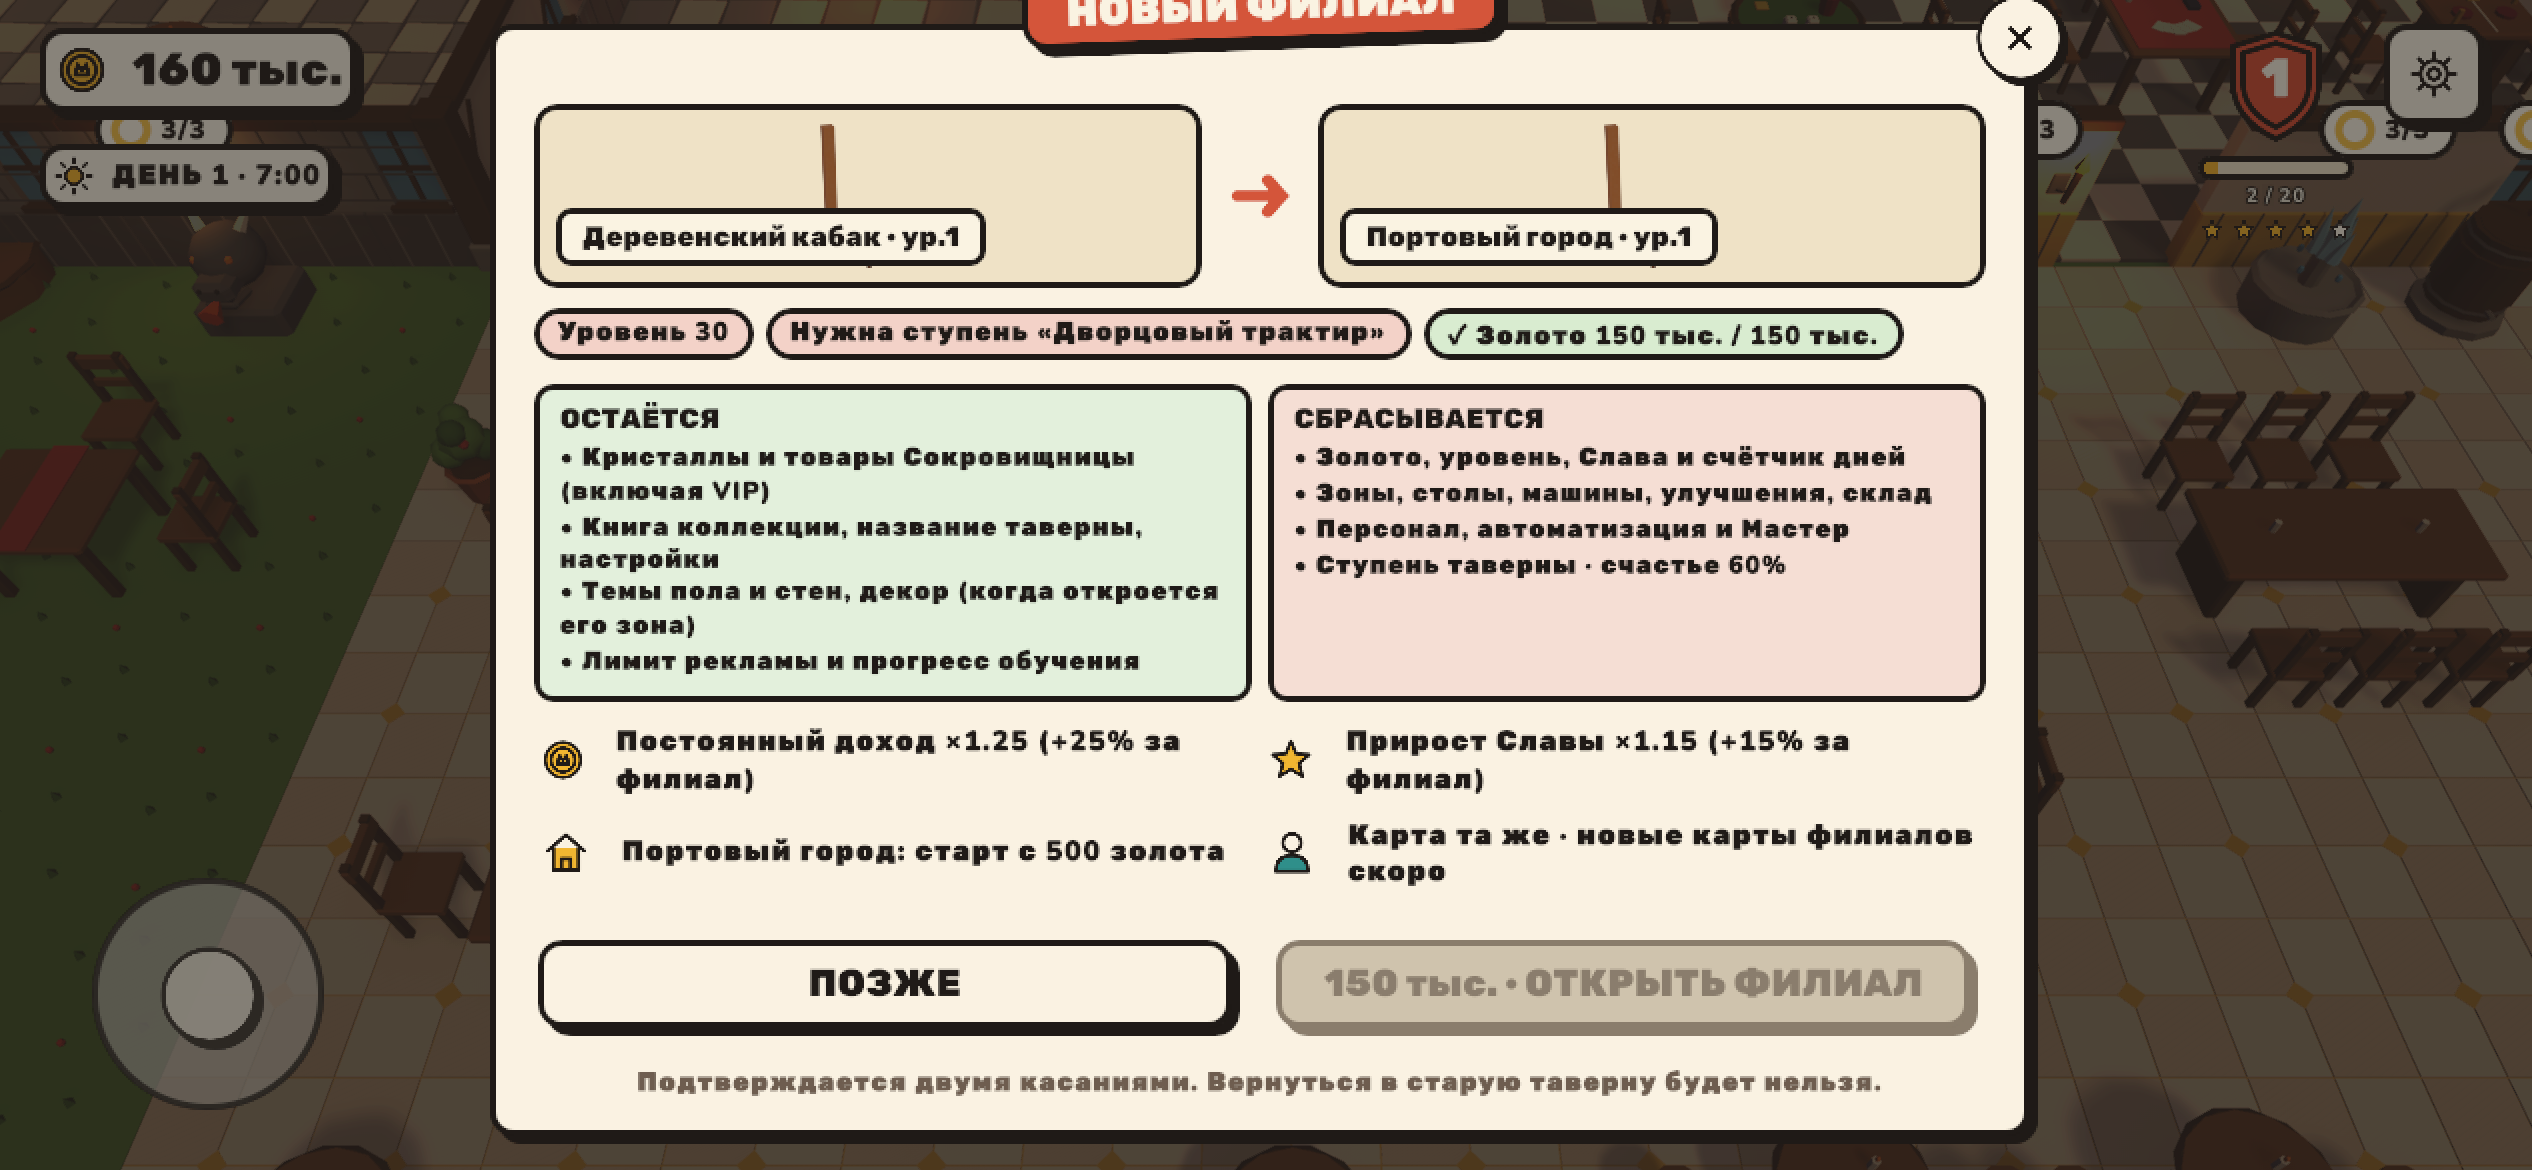 НОВЫЙ ФИЛИАЛ
160 тыс.
3/3
ДЕНЬ 1 · 7:00
1
3
3/3
2 / 20
Деревенский кабак · ур.1
Портовый город · ур.1
Уровень 30
Нужна ступень «Дворцовый трактир»
✓ Золото 150 тыс. / 150 тыс.
ОСТАЁТСЯ
• Кристаллы и товары Сокровищницы
(включая VIP)
• Книга коллекции, название таверны,
настройки
• Темы пола и стен, декор (когда откроется
его зона)
• Лимит рекламы и прогресс обучения
СБРАСЫВАЕТСЯ
• Золото, уровень, Слава и счётчик дней
• Зоны, столы, машины, улучшения, склад
• Персонал, автоматизация и Мастер
• Ступень таверны · счастье 60%
Постоянный доход ×1.25 (+25% за
филиал)
Прирост Славы ×1.15 (+15% за
филиал)
Портовый город: старт с 500 золота
Карта та же · новые карты филиалов
скоро
ПОЗЖЕ
150 тыс. · ОТКРЫТЬ ФИЛИАЛ
Подтверждается двумя касаниями. Вернуться в старую таверну будет нельзя.